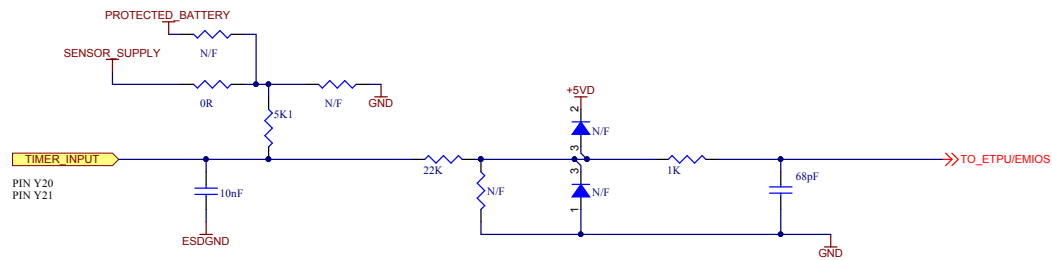 PROTECTED_BATTERY
N/F
SENSOR_SUPPLY
0R
N/F
GND
5K1
+5VD
2
N/F
3
TIMER_INPUT
22K
1K
TO_ETPU/EMIOS
PIN Y20
PIN Y21
10nF
N/F
3
N/F
1
68pF
ESDGND
GND